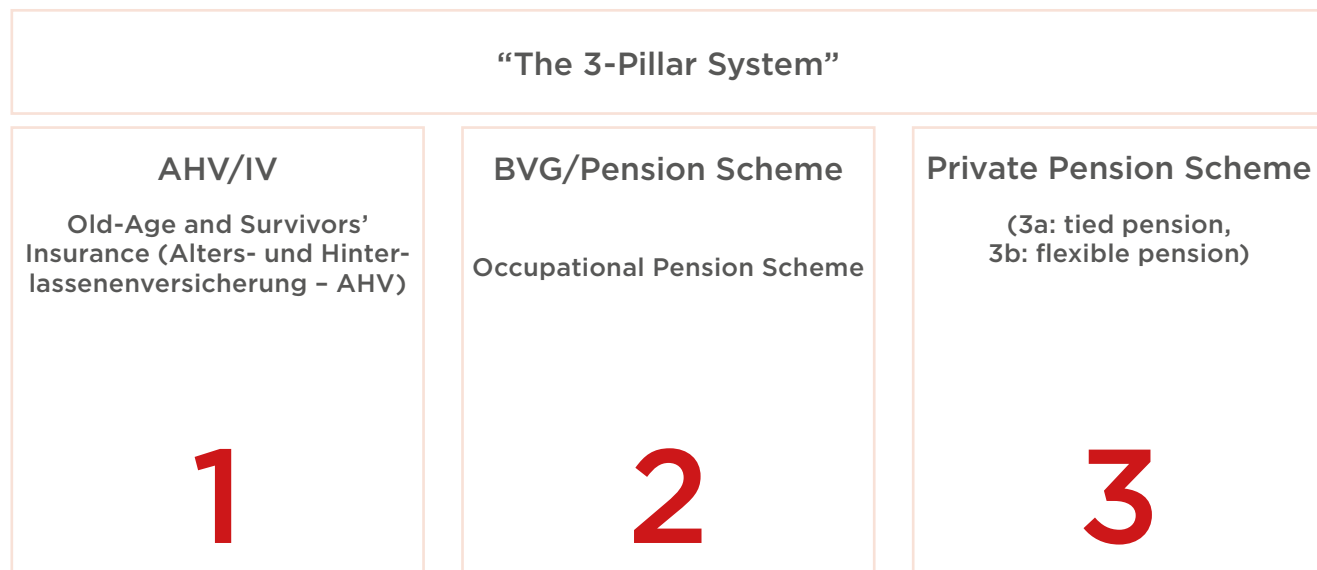 “The 3-Pillar System”
AHV/IV
Old-Age and Survivors’
Insurance (Alters- und Hinter-
lassenenversicherung – AHV)
1
BVG/Pension Scheme
Occupational Pension Scheme
2
Private Pension Scheme
(3a: tied pension,
3b: flexible pension)
3